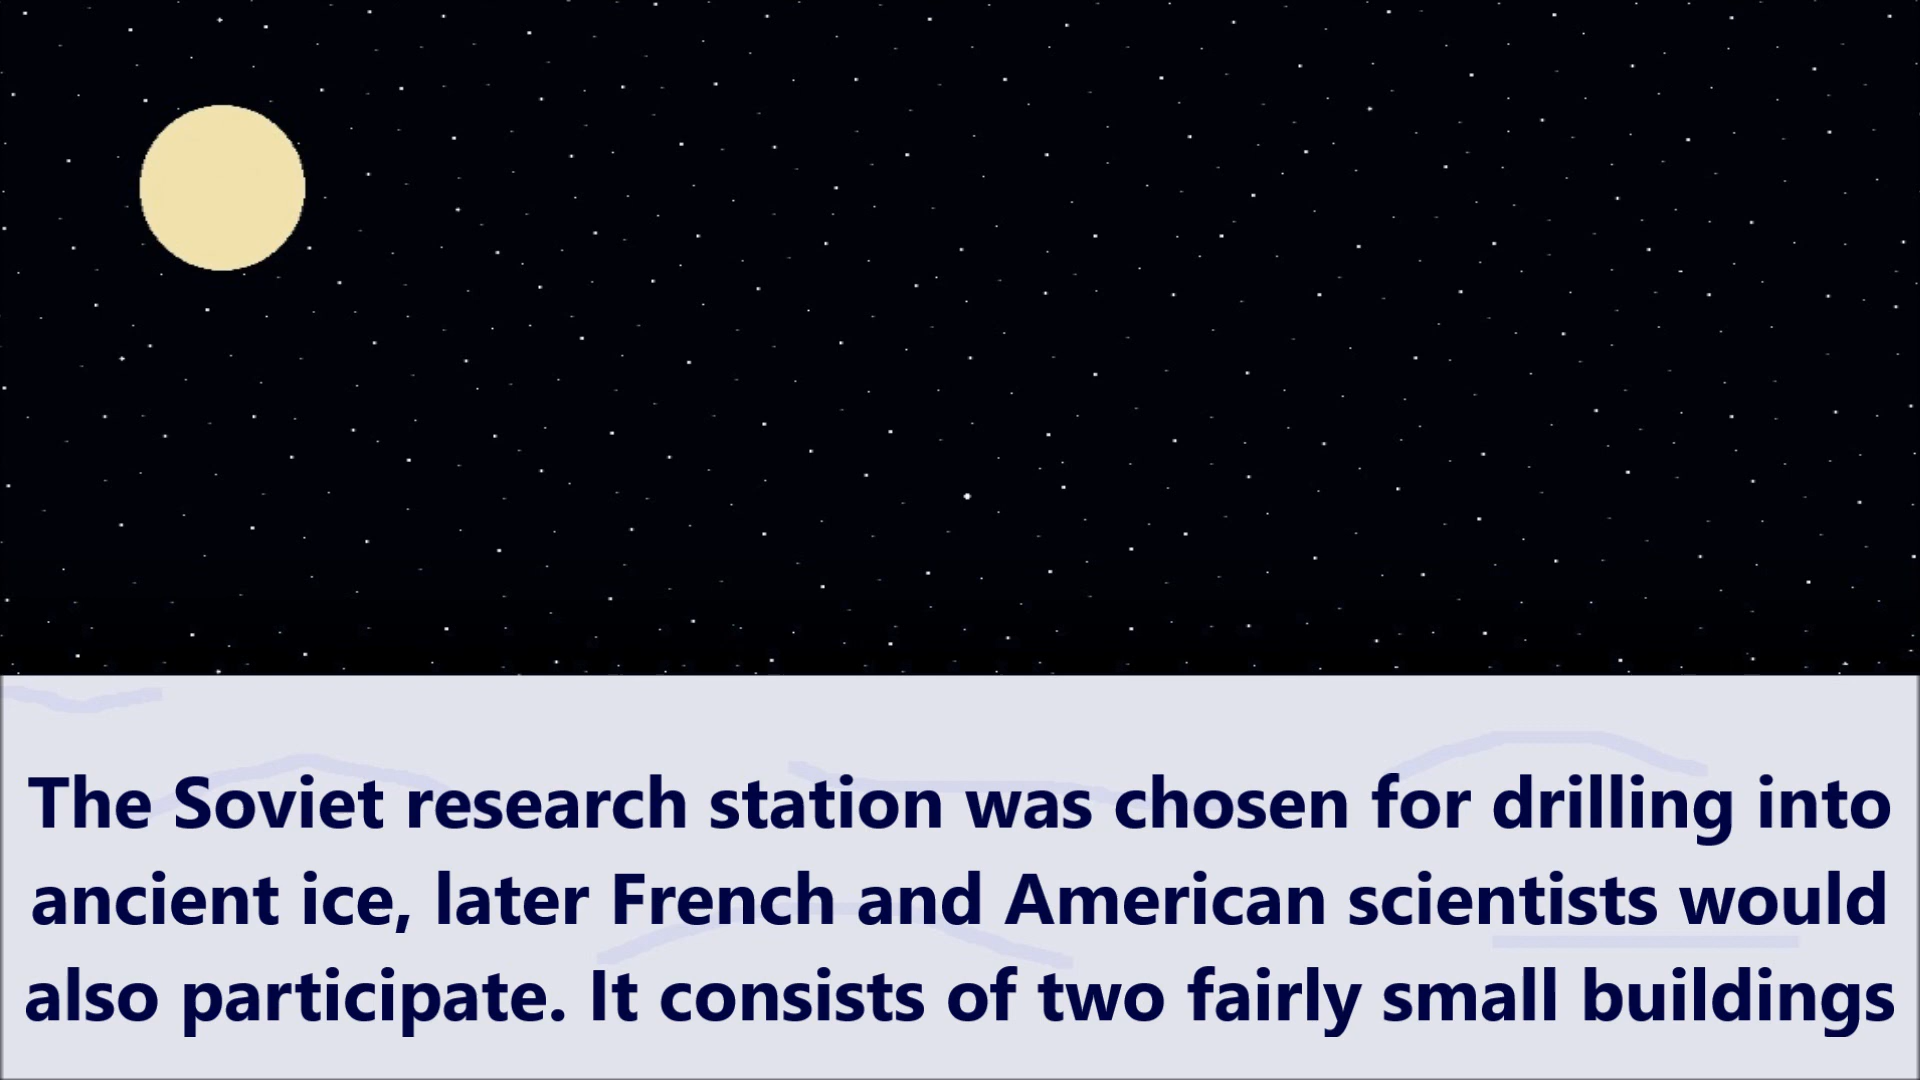 The Soviet research station was chosen for drilling into
ancient ice, later French and American scientists would
also participate. It consists of two fairly small buildings